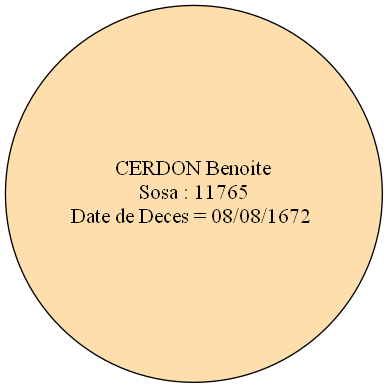 CERDON Benoite
Sosa : 11765
Date de Deces = 08/08/1672